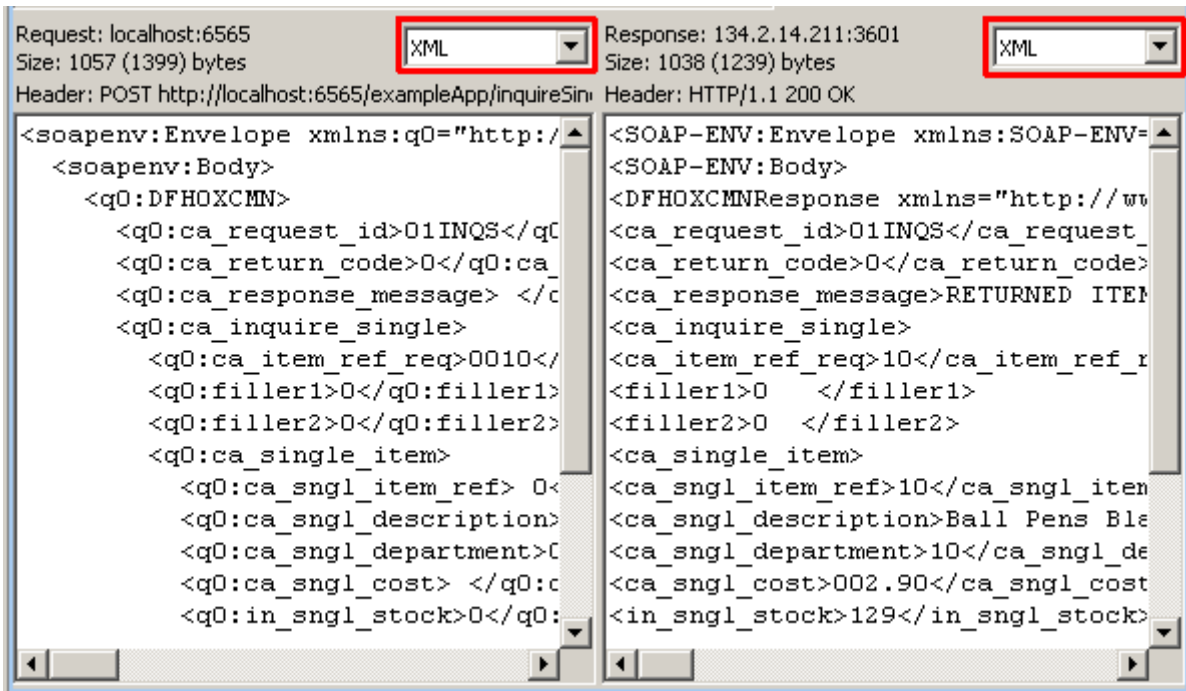 Request: localhost:6565
Size: 1057 (1399) bytes
XML
Header: POST http://localhost:6565/exampleApp/inquireSin
<soapenv:Envelope xmlns:q0="http:/
<soapenv:Body>
<q0:DFH0XCMN>
<q0:ca_request_id>01INQS</q0
<q0:ca_return_code>0</q0:ca_
<q0:ca_response_message> </q
<q0:ca_inquire_single>
<q0:ca_item_ref_req>0010</
<q0:filler1>0</q0:filler1>
<q0:filler2>0</q0:filler2>
<q0:ca_single_item>
<q0:ca_sngl_item_ref> 0<
<q0:ca_sngl_description>
<q0:ca_sngl_department>0
<q0:ca_sngl_cost> </q0:c
<q0:in_sngl_stock>0</q0:
Response: 134.2.14.211:3601
Size: 1038 (1239) bytes
XML
Header: HTTP/1.1 200 OK
<SOAP-ENV:Envelope xmlns:SOAP-ENV=
<SOAP-ENV:Body>
<DFH0XCMNResponse xmlns="http://ww
<ca_request_id>01INQS</ca_request_
<ca_return_code>0</ca_return_code>
<ca_response_message>RETURNED ITEM
<ca_inquire_single>
<ca_item_ref_req>10</ca_item_ref_r
<filler1>0   </filler1>
<filler2>0  </filler2>
<ca_single_item>
<ca_sngl_item_ref>10</ca_sngl_item
<ca_sngl_description>Ball Pens Bla
<ca_sngl_department>10</ca_sngl_de
<ca_sngl_cost>002.90</ca_sngl_cost
<in_sngl_stock>129</in_sngl_stock>